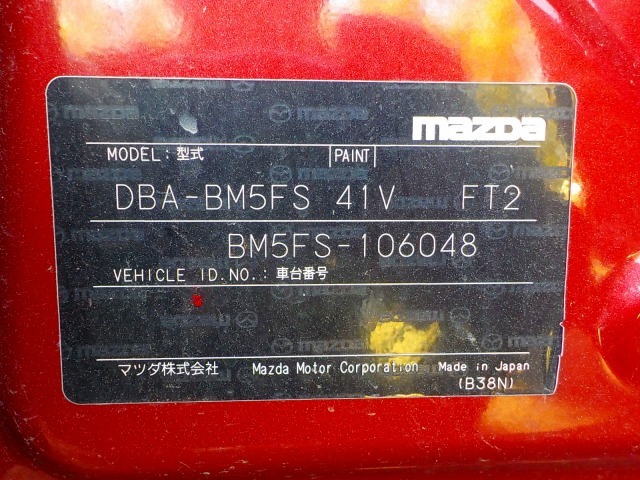 mazda
MODEL: 型式 PAINT
DBA-BM5FS 41V FT2
BM5FS-106048
VEHICLE ID.NO.: 車台番号
マツダ株式会社 Mazda Motor Corporation Made in Japan
(B38N)